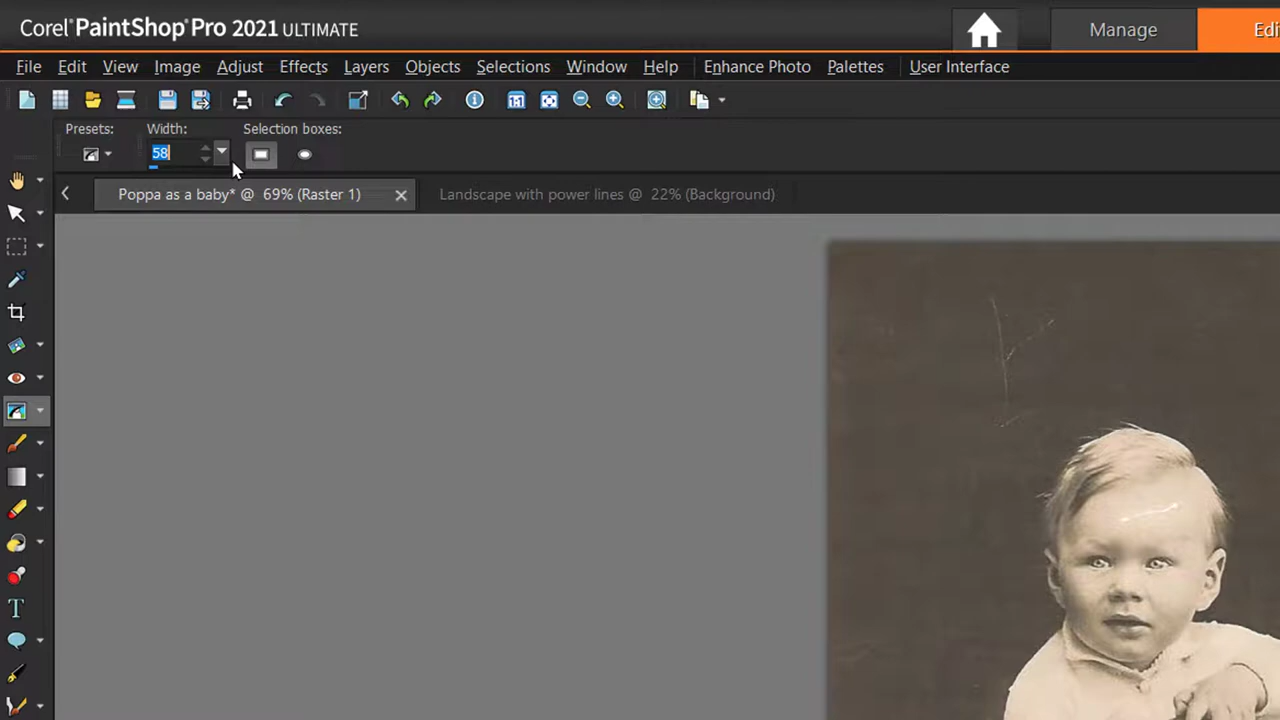 Corel® PaintShop® Pro 2021 ULTIMATE
Manage
Edi
File Edit View Image Adjust Effects Layers Objects Selections Window Help Enhance Photo Palettes User Interface
1:1
Presets: Width: Selection boxes:
58
Poppa as a baby* @ 69% (Raster 1)
Landscape with power lines @ 22% (Background)
T